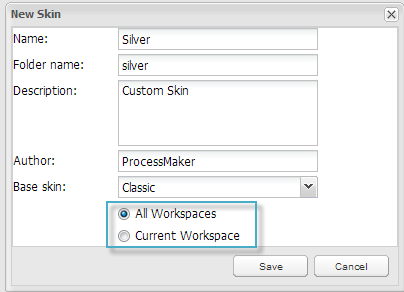 New Skin
Name: Silver
Folder name: silver
Description: Custom Skin
Author: ProcessMaker
Base skin: Classic
All Workspaces
Current Workspace
Save Cancel